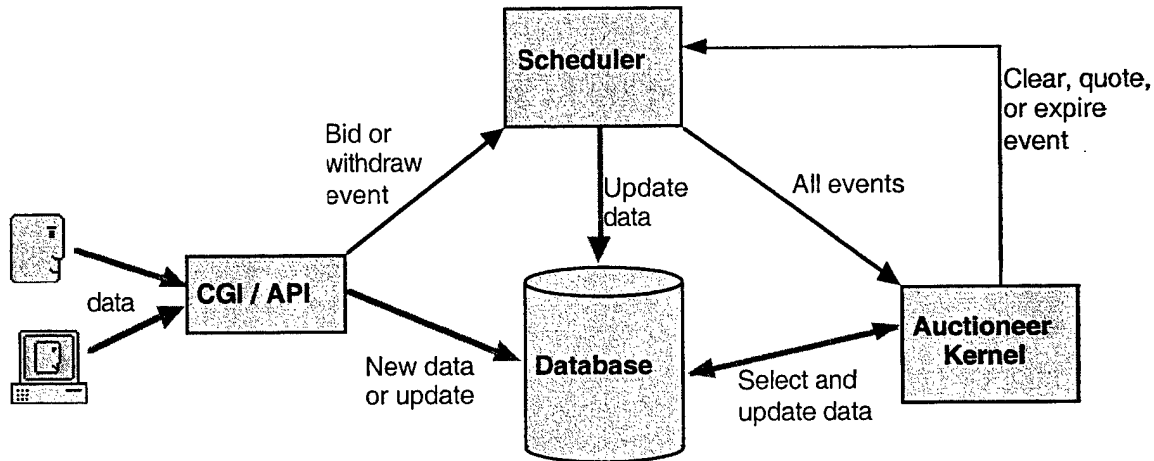 Scheduler
Clear, quote,
or expire
event
Bid or
withdraw
event
All events
Update
data
data
CGI / API
Auctioneer
Kernel
New data
or update
Database
Select and
update data